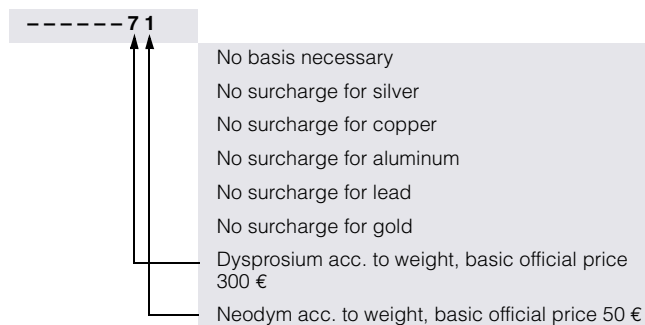 – – – – – – 7 1
No basis necessary
No surcharge for silver
No surcharge for copper
No surcharge for aluminum
No surcharge for lead
No surcharge for gold
Dysprosium acc. to weight, basic official price
300 €
Neodym acc. to weight, basic official price 50 €